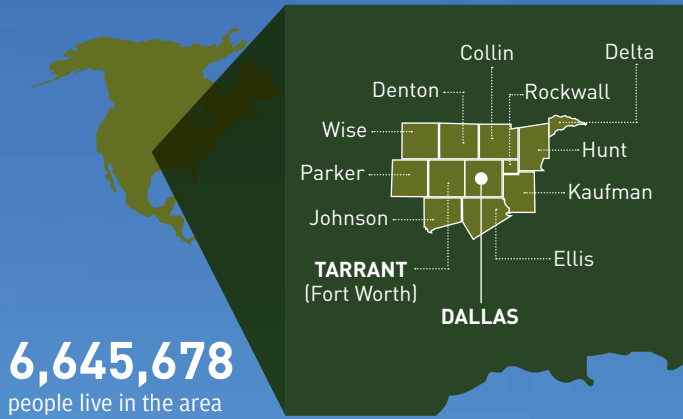 Collin
Delta
Denton
Rockwall
Wise
Hunt
Parker
Kaufman
Johnson
Ellis
TARRANT
(Fort Worth)
DALLAS
6,645,678
people live in the area